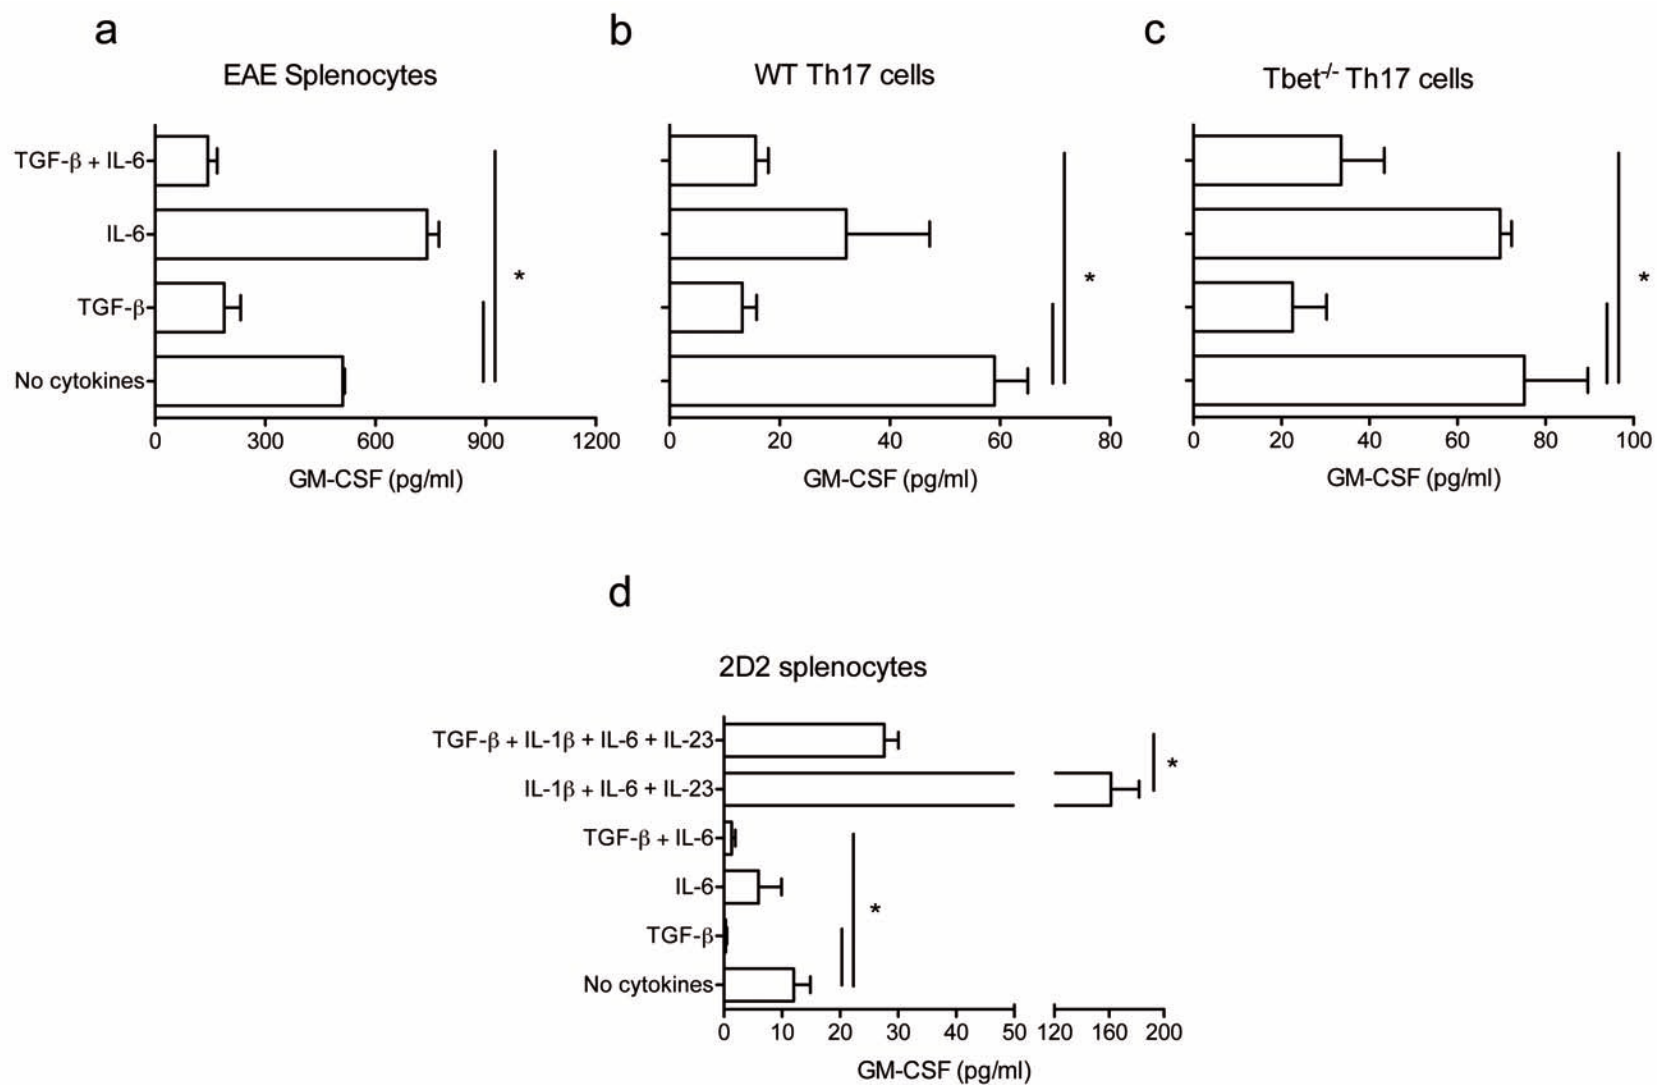 a
EAE Splenocytes
TGF-β + IL-6
IL-6
TGF-β
No cytokines
*
0 300 600 900 1200
GM-CSF (pg/ml)
b
WT Th17 cells
*
0 20 40 60 80
GM-CSF (pg/ml)
c
Tbet-/- Th17 cells
*
0 20 40 60 80 100
GM-CSF (pg/ml)
d
2D2 splenocytes
TGF-β + IL-1β + IL-6 + IL-23
*
IL-1β + IL-6 + IL-23
TGF-β + IL-6
IL-6
*
TGF-β
No cytokines
0 10 20 30 40 50 120 160 200
GM-CSF (pg/ml)